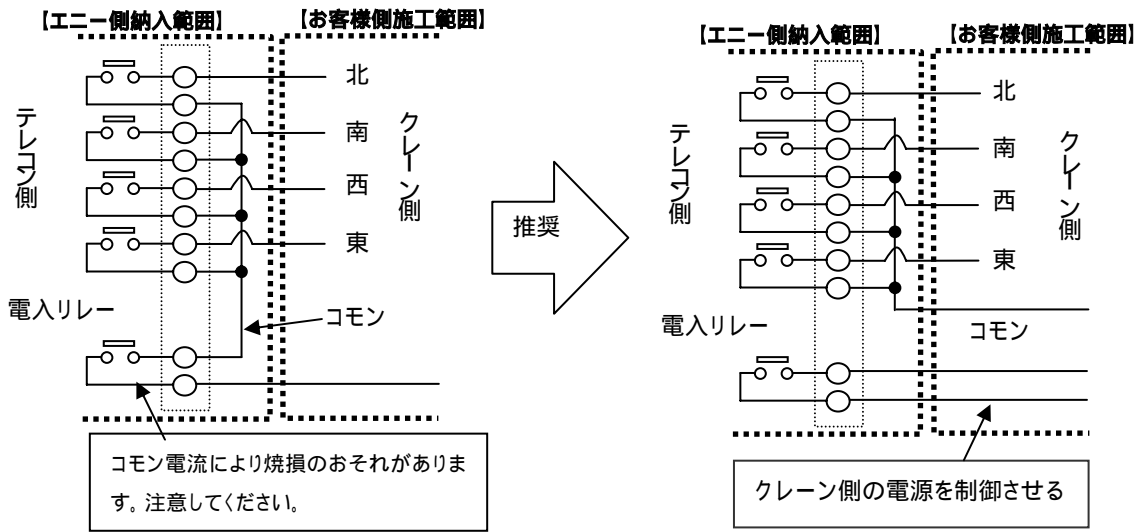 【エニー側納入範囲】
【お客様側施工範囲】
北
南
西
東
テレコン側
クレーン側
電入リレー
コモン
コモン電流により焼損のおそれがありま
す。注意してください。
推奨
【エニー側納入範囲】
【お客様側施工範囲】
北
南
西
東
テレコン側
クレーン側
電入リレー
コモン
クレーン側の電源を制御させる